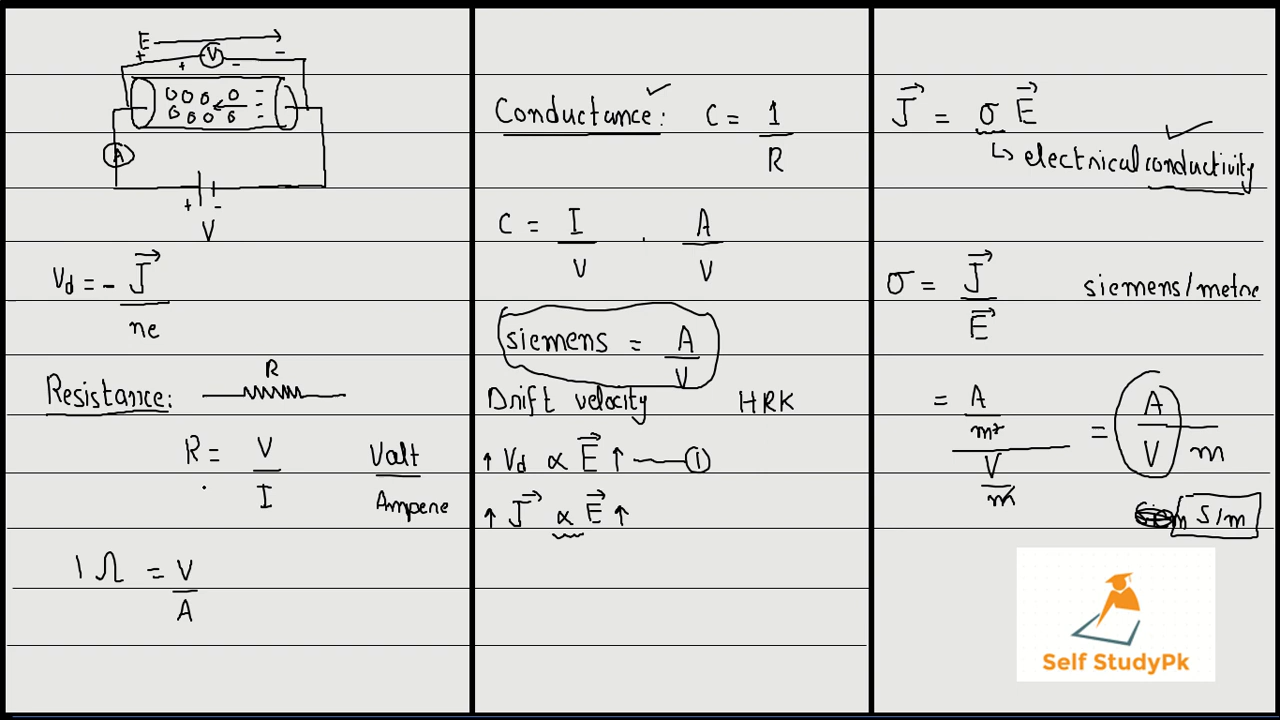 E
+ V -
+ -
A
+ -
V
Vd = - J⃗
ne
Resistance: R
R = V Valt
I Ampere
1 Ω = V
A
Conductance: ✓ C = 1
R
C = I . A
V V
siemens = A
V
Drift velocity HRK
↑ Vd ∝ E⃗ ↑ — ①
↑ J⃗ ∝ E⃗ ↑
J⃗ = σ E⃗
↳ electrical conductivity ✓
σ = J⃗ siemens/metre
E⃗
= A
m²
V
m
= A
V m
S/m
Self StudyPk